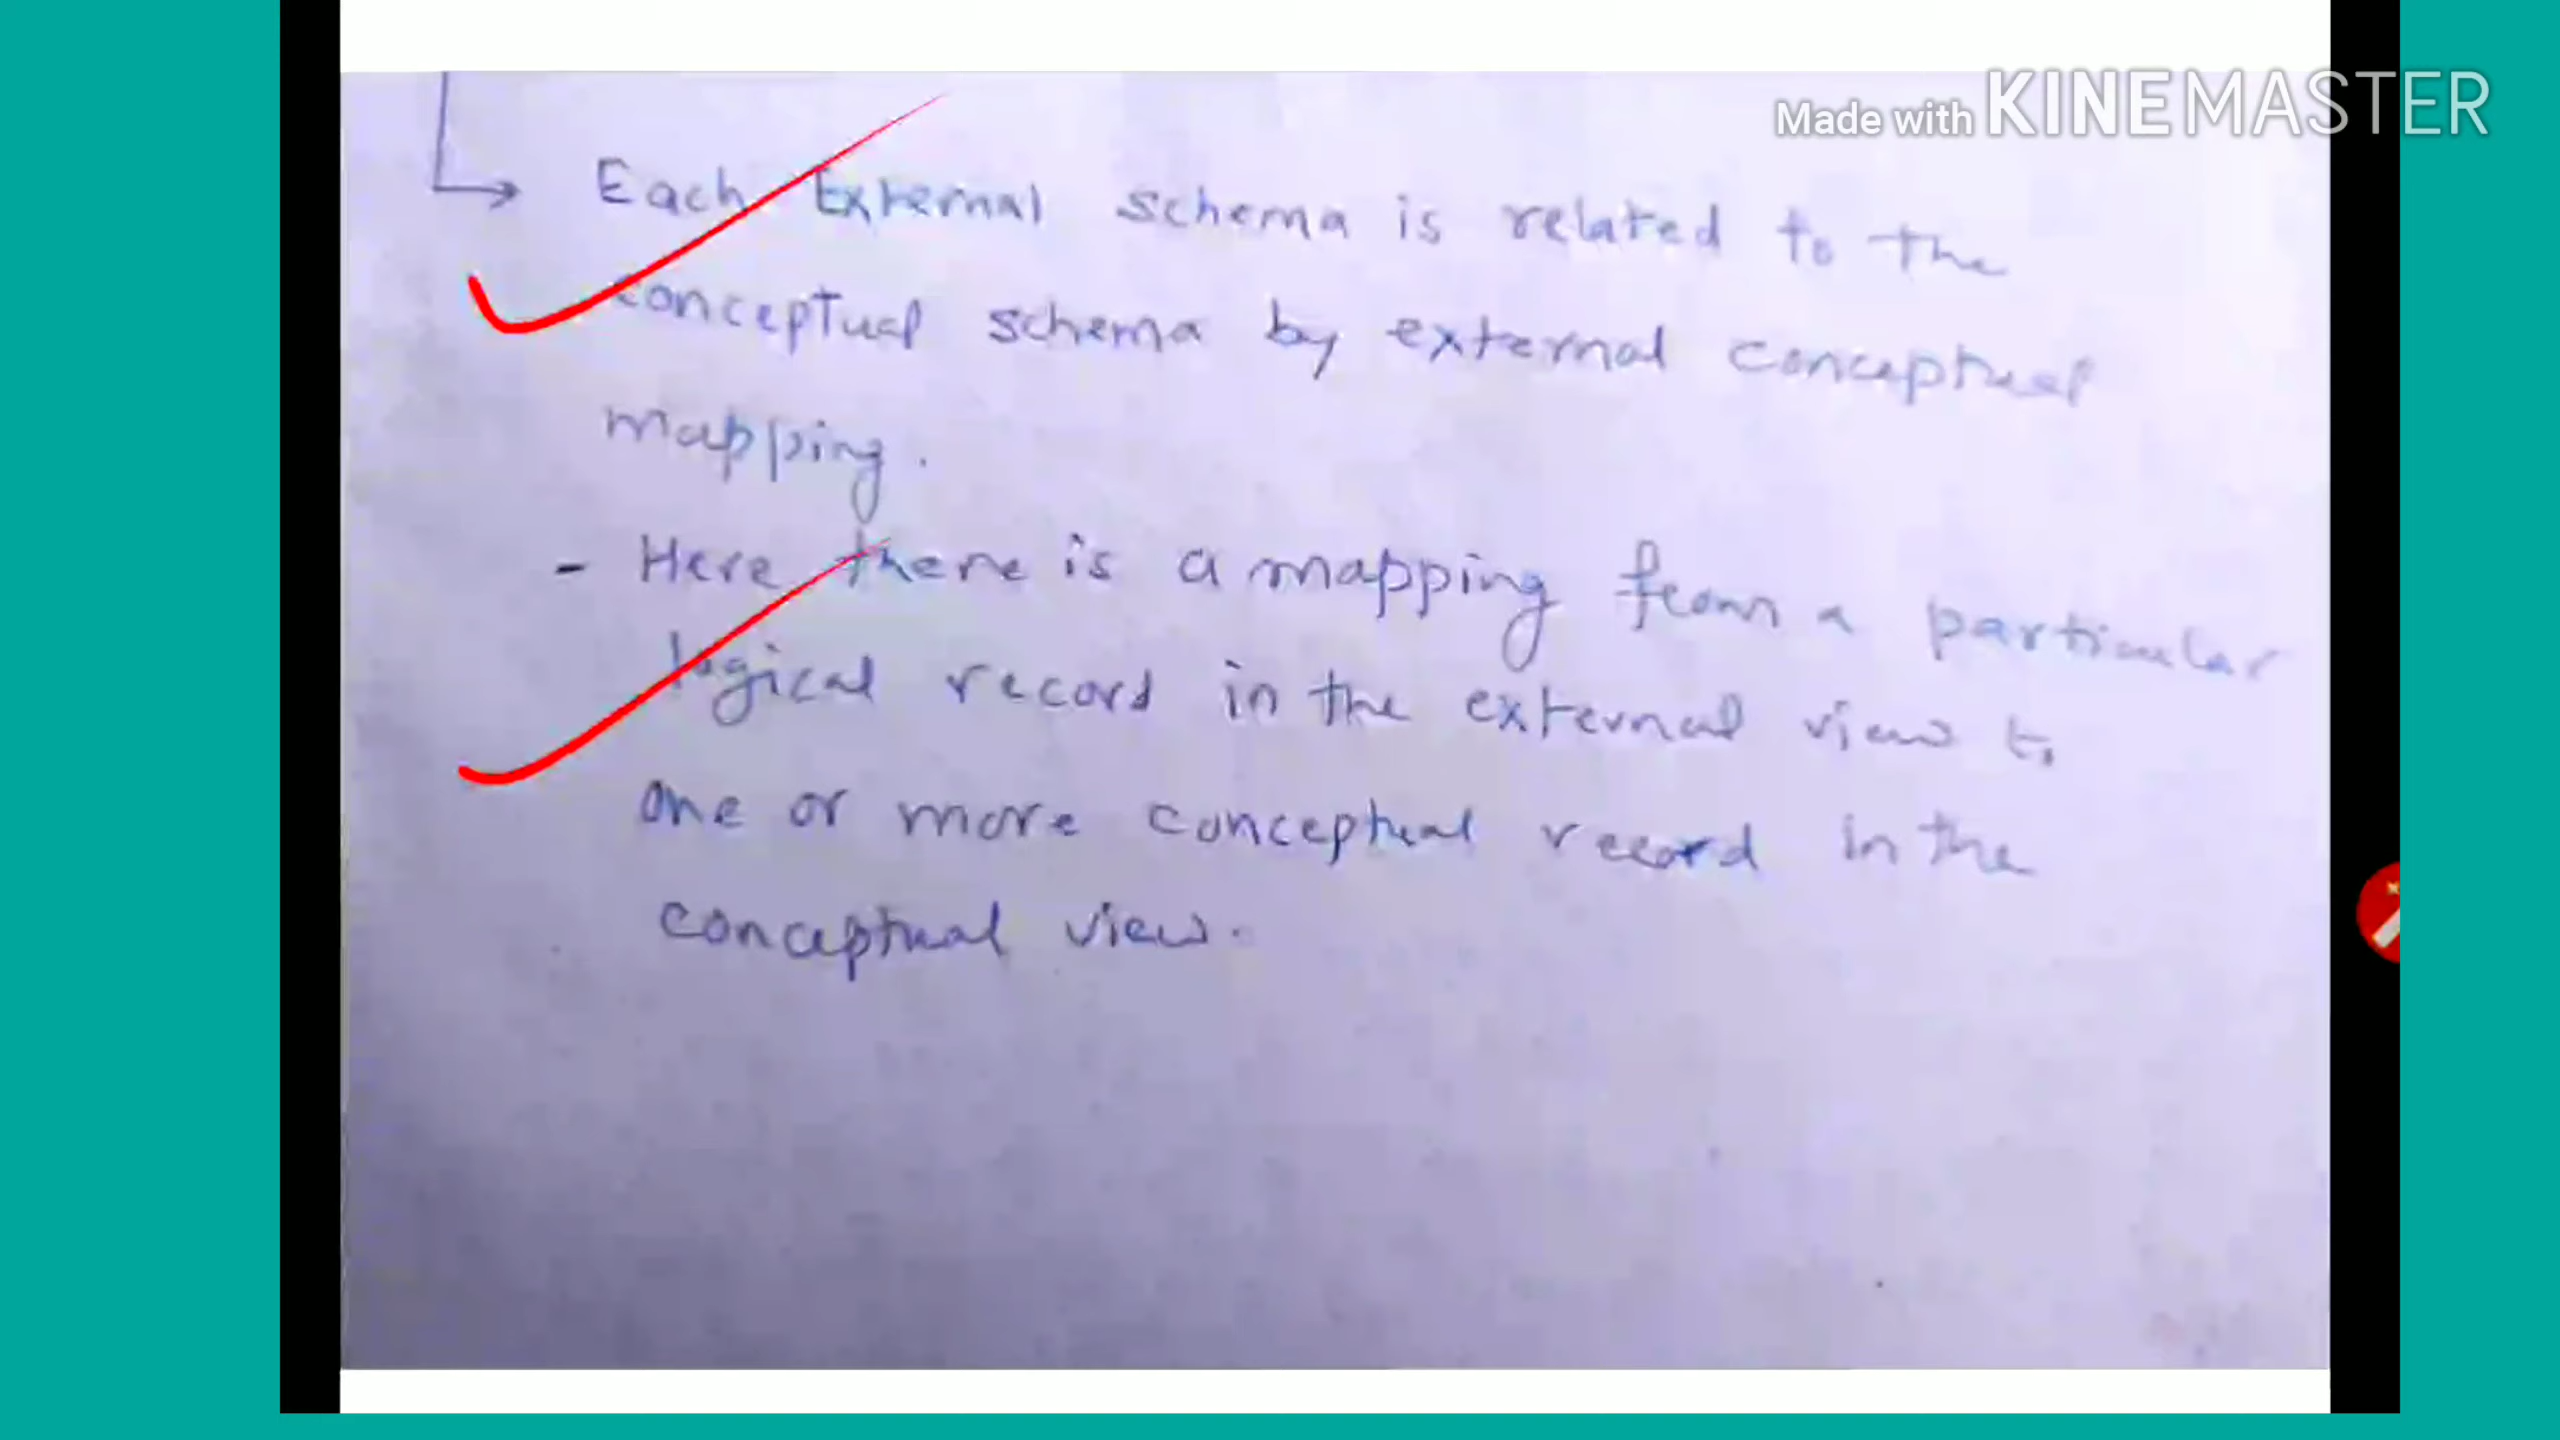 Made with KINEMASTER
Each External schema is related to the
conceptual schema by external conceptual
mapping.
- Here there is a mapping from a particular
logical record in the external view to
one or more conceptual record in the
conceptual view.